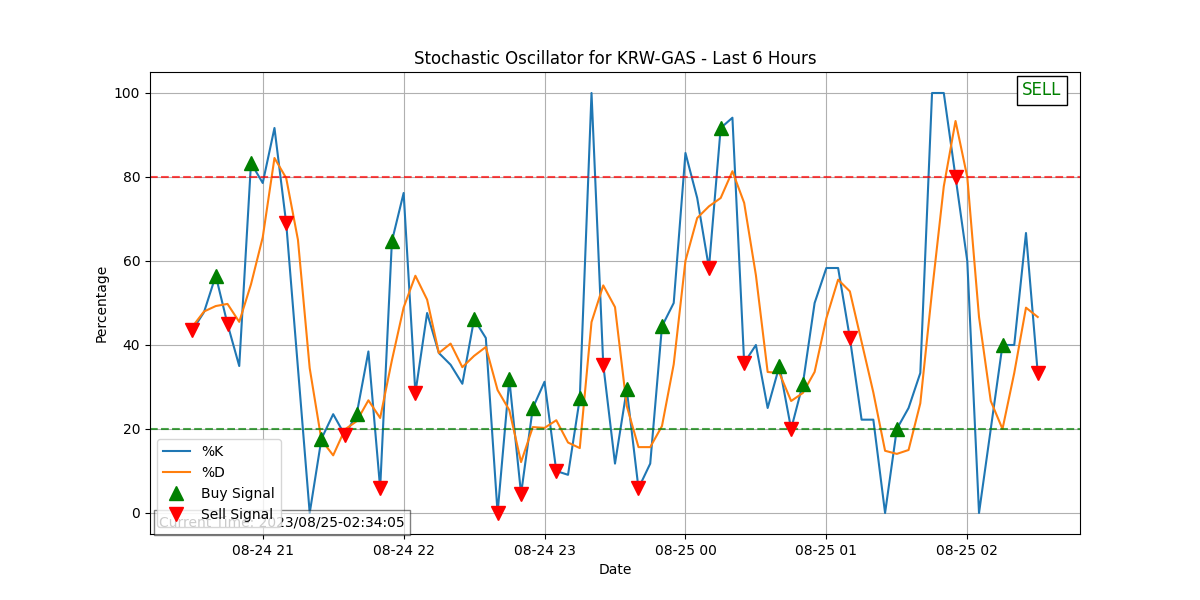 Stochastic Oscillator for KRW-GAS - Last 6 Hours
SELL
100
80
60
40
20
0
Percentage
%K
%D
Buy Signal
Sell Signal
Current Time: 2023/08/25-02:34:05
08-24 21
08-24 22
08-24 23
08-25 00
08-25 01
08-25 02
Date